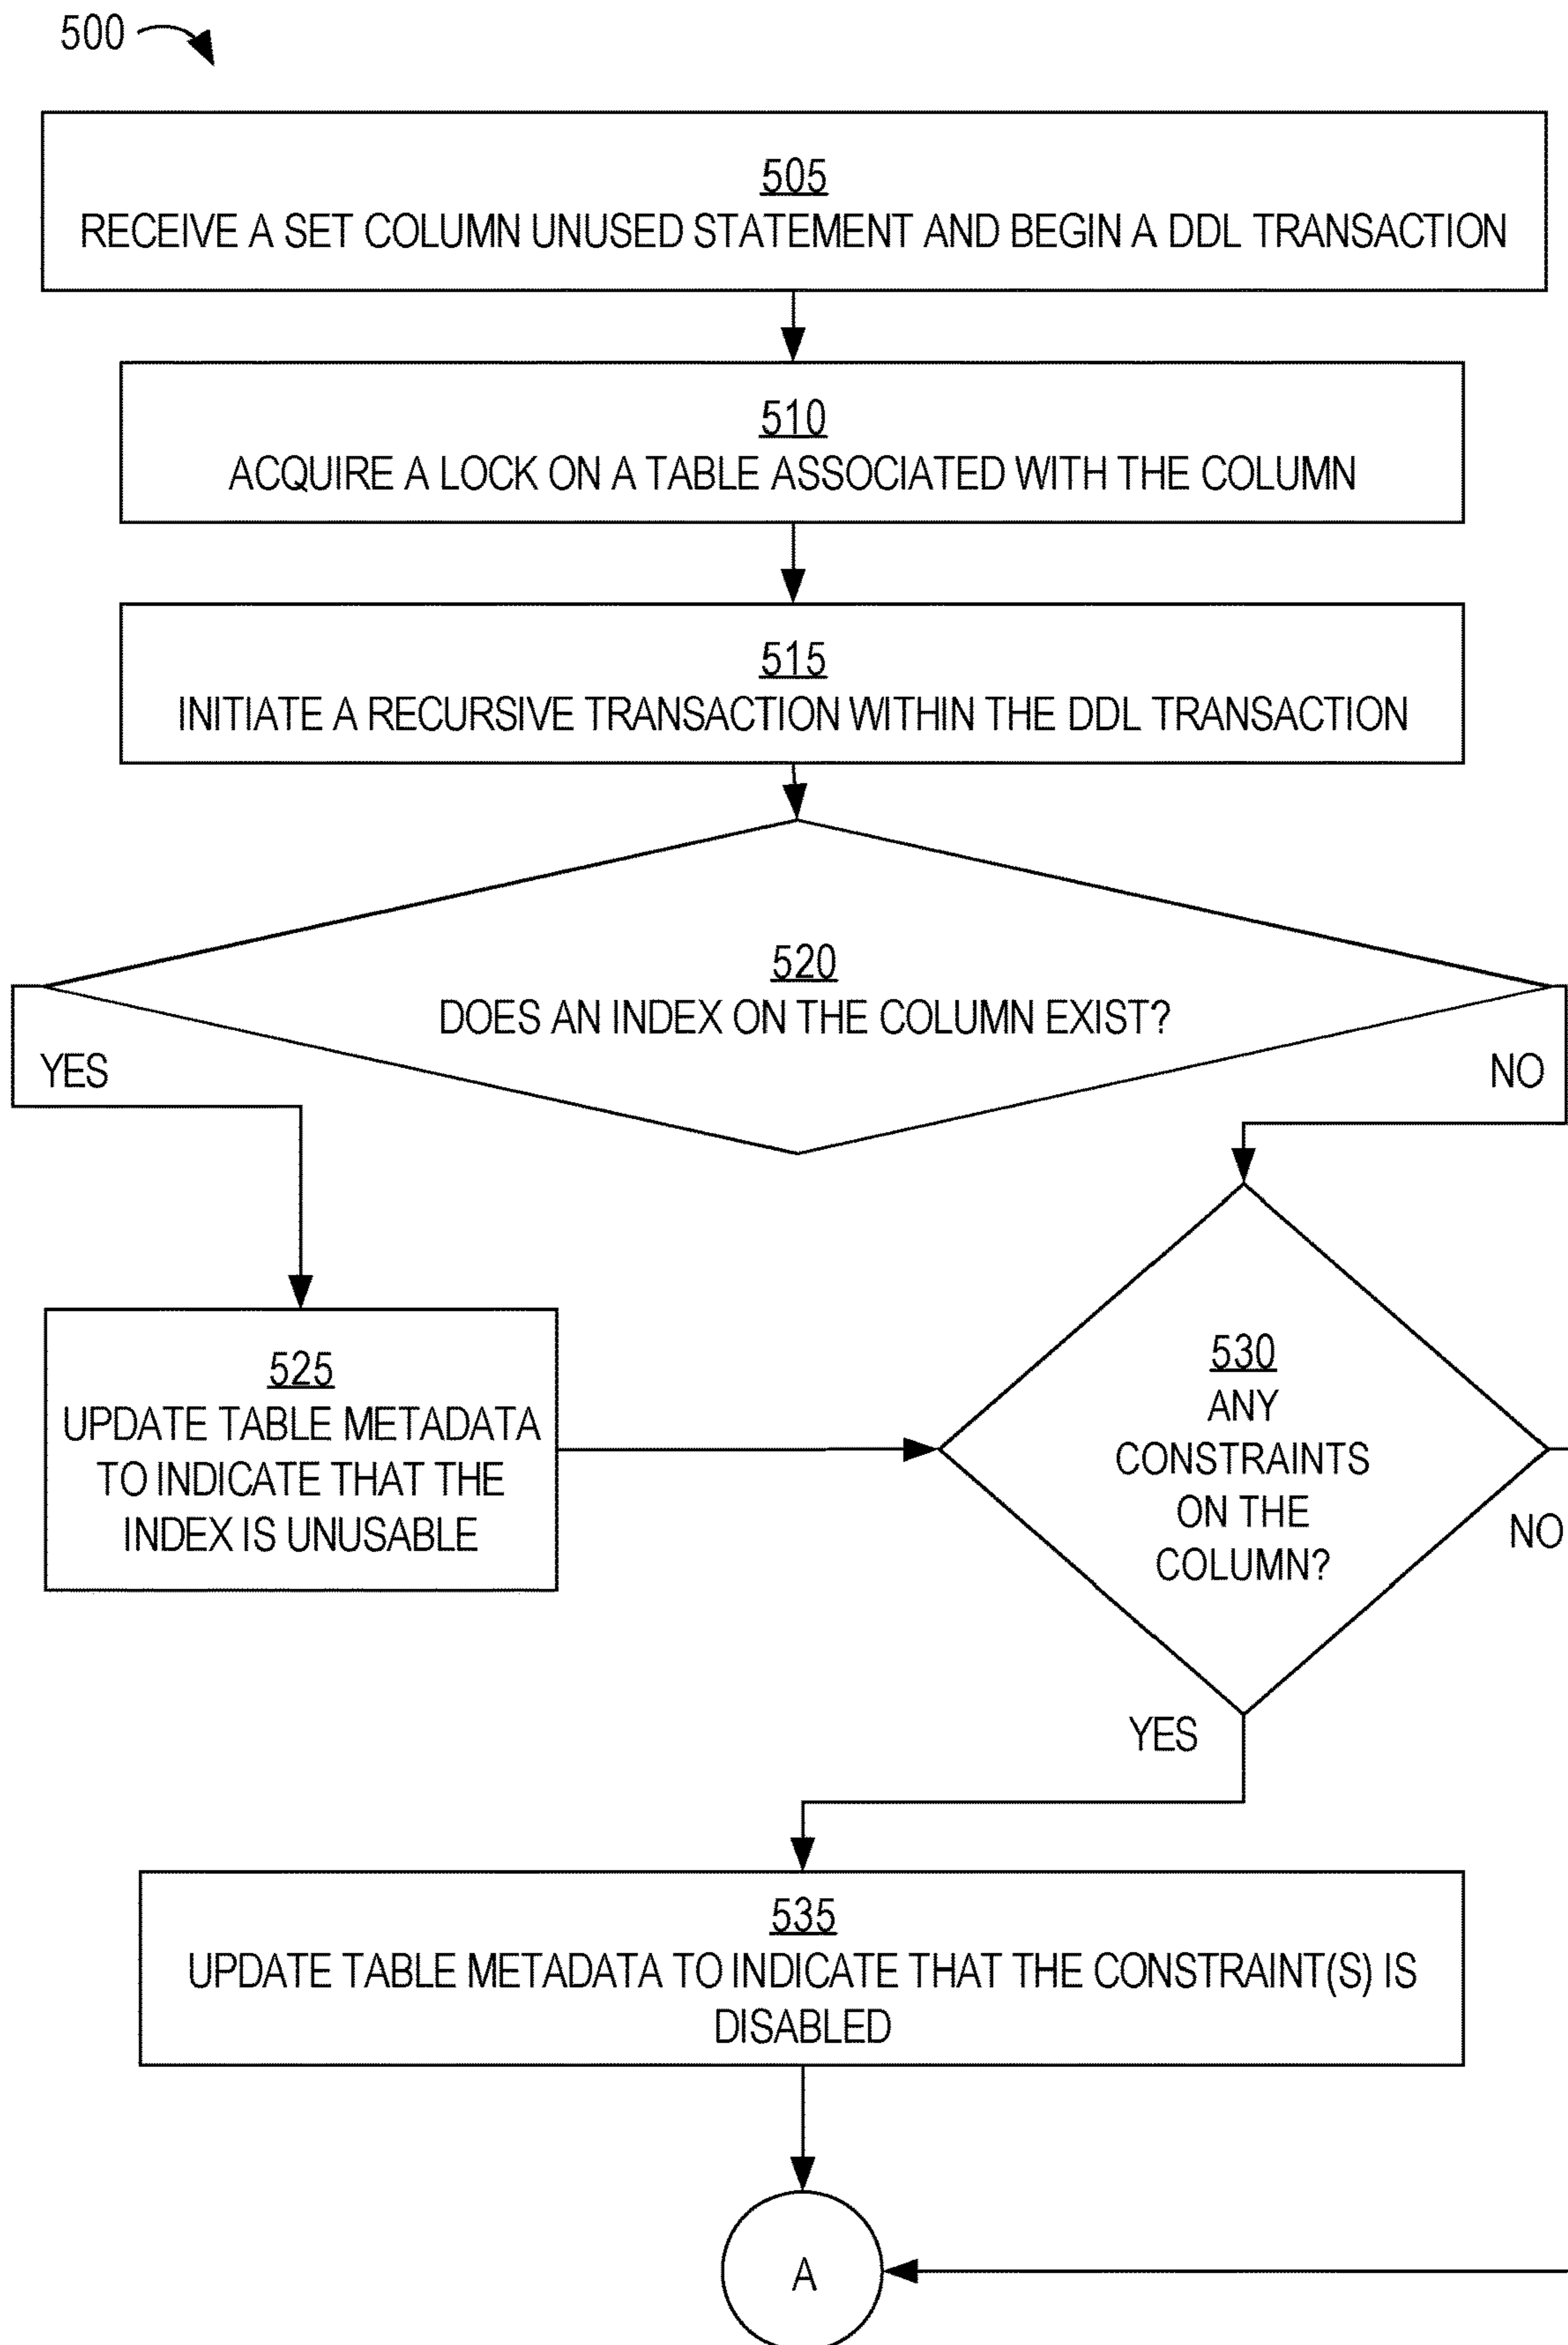 500
505
RECEIVE A SET COLUMN UNUSED STATEMENT AND BEGIN A DDL TRANSACTION
510
ACQUIRE A LOCK ON A TABLE ASSOCIATED WITH THE COLUMN
515
INITIATE A RECURSIVE TRANSACTION WITHIN THE DDL TRANSACTION
520
DOES AN INDEX ON THE COLUMN EXIST?
YES
NO
525
UPDATE TABLE METADATA
TO INDICATE THAT THE
INDEX IS UNUSABLE
530
ANY
CONSTRAINTS
ON THE
COLUMN?
NO
YES
535
UPDATE TABLE METADATA TO INDICATE THAT THE CONSTRAINT(S) IS
DISABLED
A